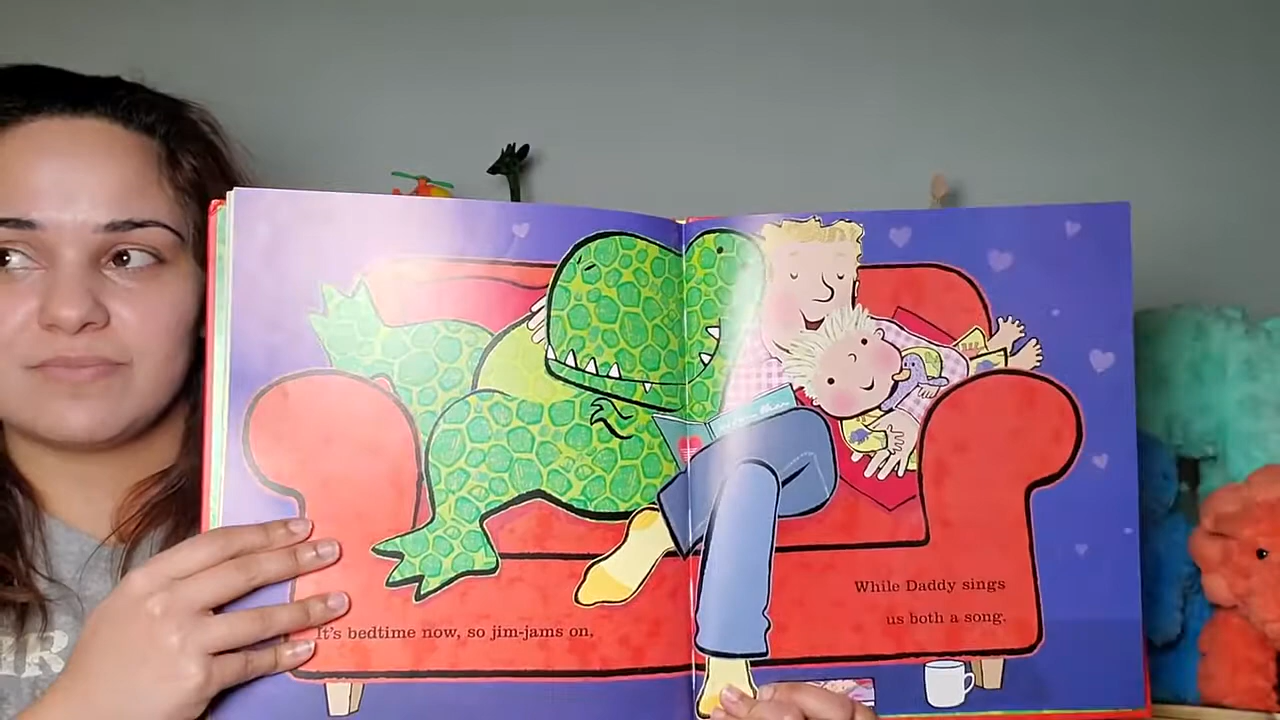 It's bedtime now, so jim-jams on,
While Daddy sings
us both a song.